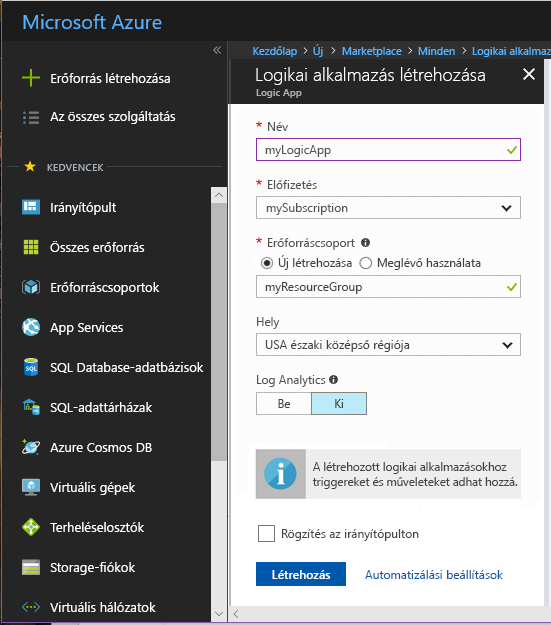 Microsoft Azure
Erőforrás létrehozása
Az összes szolgáltatás
KEDVENCEK
Irányítópult
Összes erőforrás
Erőforráscsoportok
App Services
SQL Database-adatbázisok
SQL-adattárházak
Azure Cosmos DB
Virtuális gépek
Terheléselosztók
Storage-fiókok
Virtuális hálózatok
Kezdőlap > Új > Marketplace > Minden > Logikai alkalmaz
Logikai alkalmazás létrehozása
Logic App
* Név
myLogicApp
* Előfizetés
mySubscription
* Erőforráscsoport
Új létrehozása Meglévő használata
myResourceGroup
Hely
USA északi középső régiója
Log Analytics
Be Ki
A létrehozott logikai alkalmazásokhoz
triggereket és műveleteket adhat hozzá.
Rögzítés az irányítópulton
Létrehozás Automatizálási beállítások